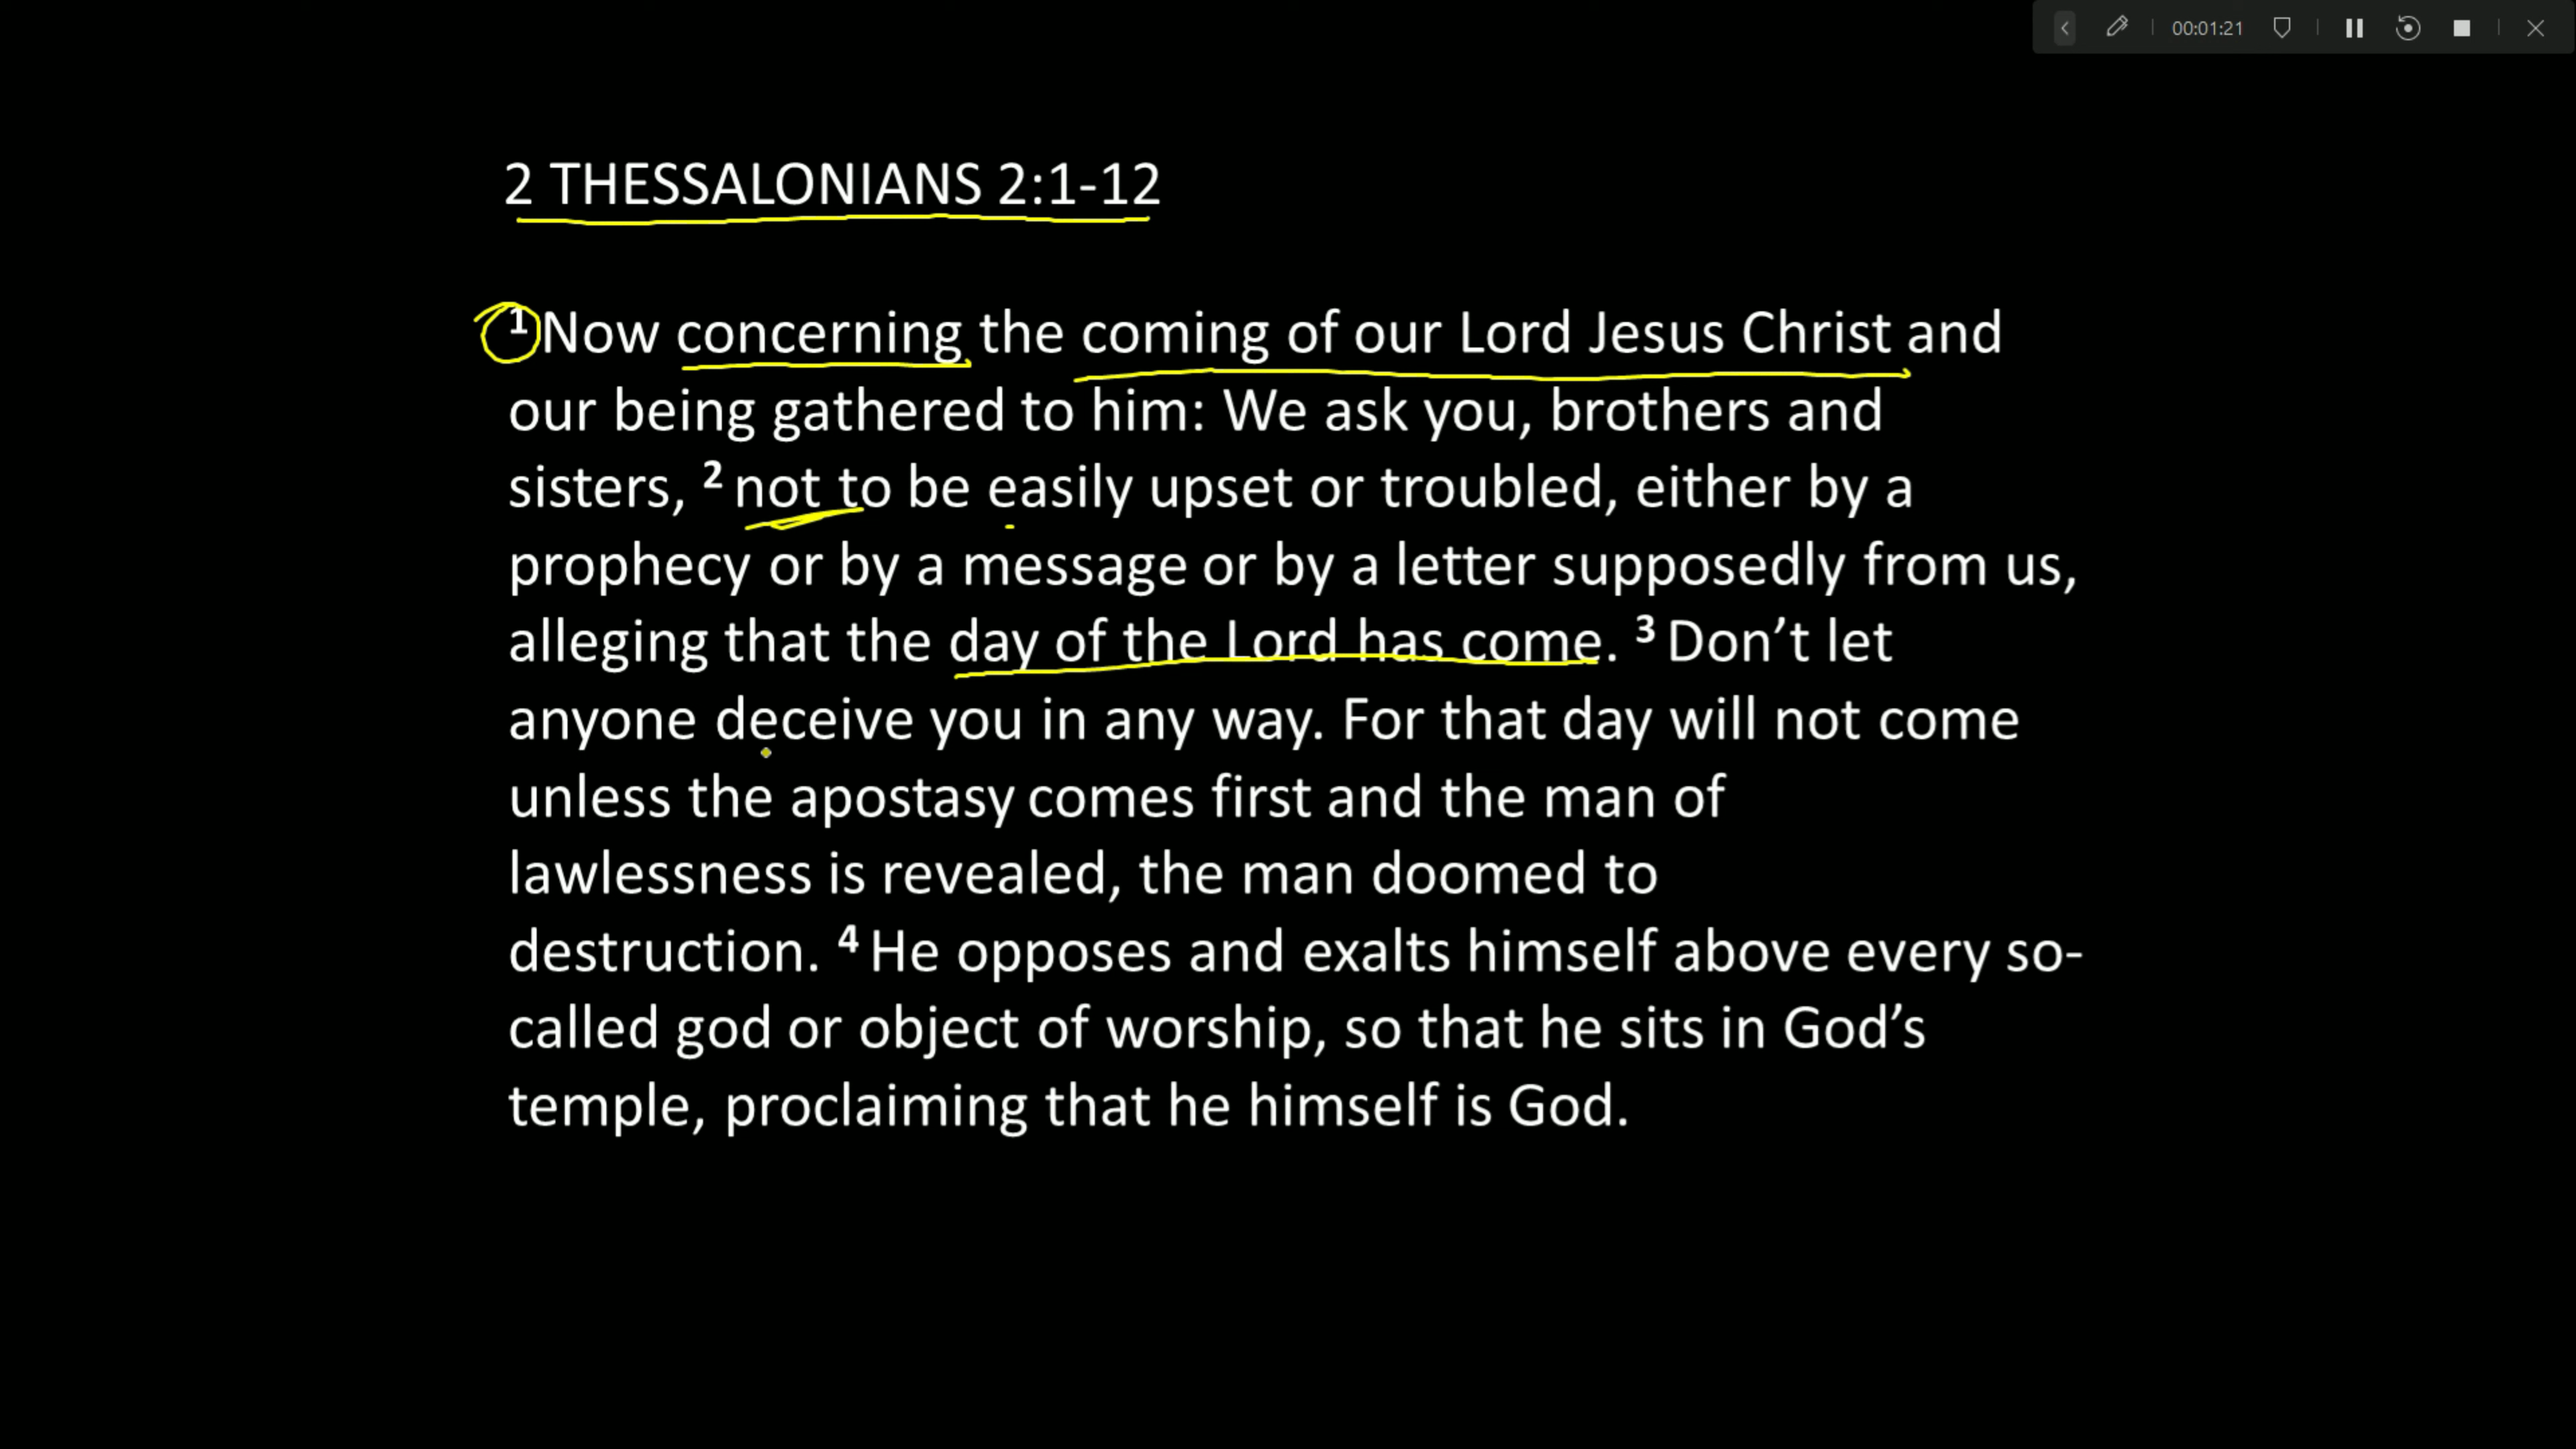 00:01:21
2 THESSALONIANS 2:1-12
1 Now concerning the coming of our Lord Jesus Christ and
our being gathered to him: We ask you, brothers and
sisters, 2 not to be easily upset or troubled, either by a
prophecy or by a message or by a letter supposedly from us,
alleging that the day of the Lord has come. 3 Don’t let
anyone deceive you in any way. For that day will not come
unless the apostasy comes first and the man of
lawlessness is revealed, the man doomed to
destruction. 4 He opposes and exalts himself above every so-
called god or object of worship, so that he sits in God’s
temple, proclaiming that he himself is God.